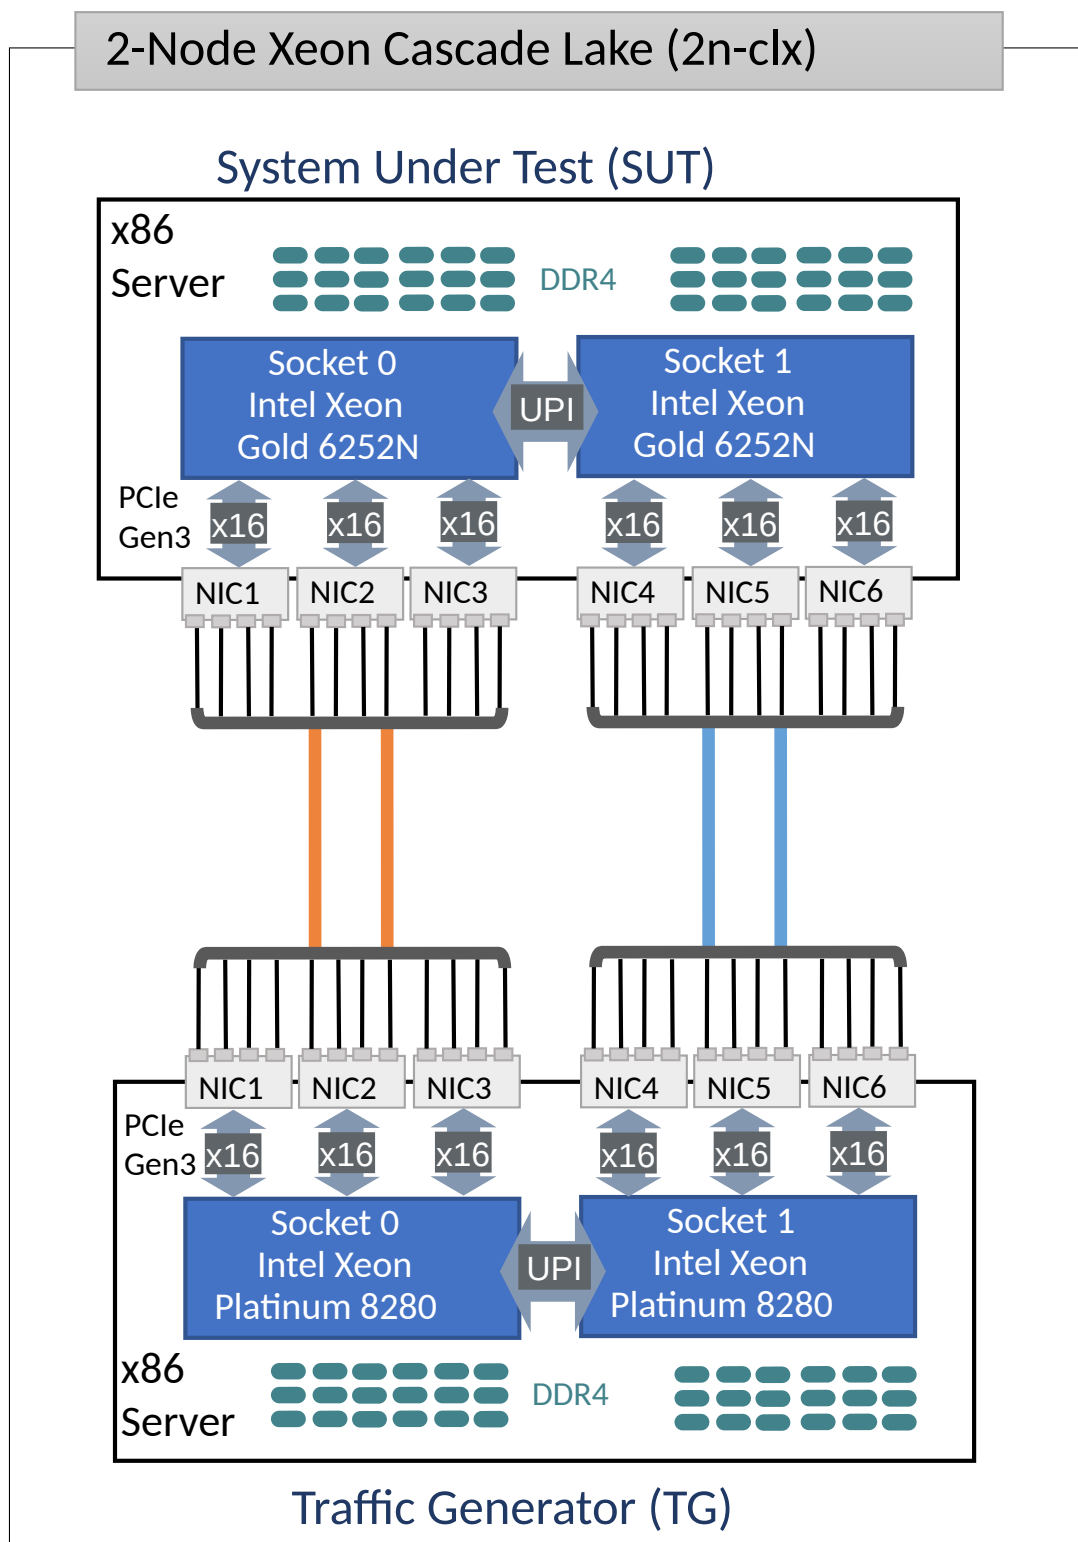 2-Node Xeon Cascade Lake (2n-clx)
System Under Test (SUT)
x86
Server
DDR4
Socket 0
Intel Xeon
Gold 6252N
UPI
Socket 1
Intel Xeon
Gold 6252N
PCIe
Gen3
x16
x16
x16
x16
x16
x16
NIC1
NIC2
NIC3
NIC4
NIC5
NIC6
NIC1
NIC2
NIC3
NIC4
NIC5
NIC6
PCIe
Gen3
x16
x16
x16
x16
x16
x16
Socket 0
Intel Xeon
Platinum 8280
UPI
Socket 1
Intel Xeon
Platinum 8280
x86
Server
DDR4
Traffic Generator (TG)